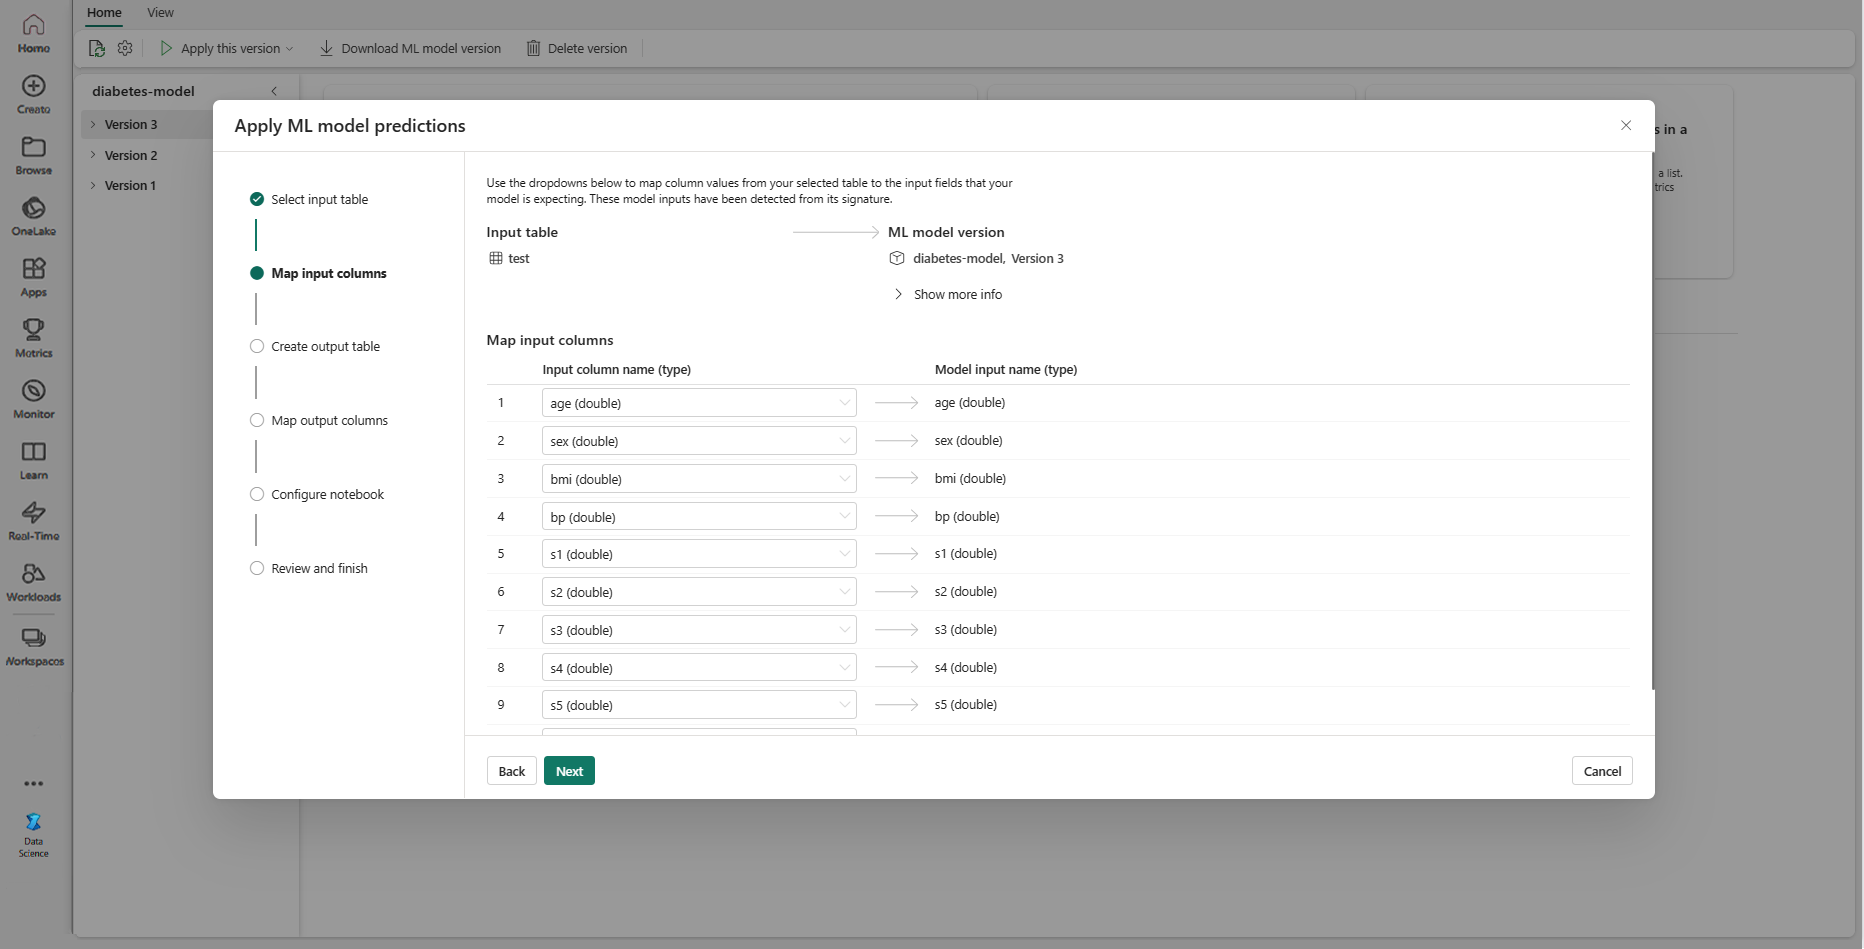 Home
View
Apply this version
Download ML model version
Delete version
Home
Create
Browse
OneLake
Apps
Metrics
Monitor
Learn
Real-Time
Workloads
Workspaces
Data
Science
diabetes-model
Version 3
Version 2
Version 1
s in a
a list.
trics
Apply ML model predictions
Select input table
Map input columns
Create output table
Map output columns
Configure notebook
Review and finish
Use the dropdowns below to map column values from your selected table to the input fields that your
model is expecting. These model inputs have been detected from its signature.
Input table
ML model version
test
diabetes-model, Version 3
Show more info
Map input columns
Input column name (type)
Model input name (type)
1 age (double) age (double)
2 sex (double) sex (double)
3 bmi (double) bmi (double)
4 bp (double) bp (double)
5 s1 (double) s1 (double)
6 s2 (double) s2 (double)
7 s3 (double) s3 (double)
8 s4 (double) s4 (double)
9 s5 (double) s5 (double)
Back
Next
Cancel